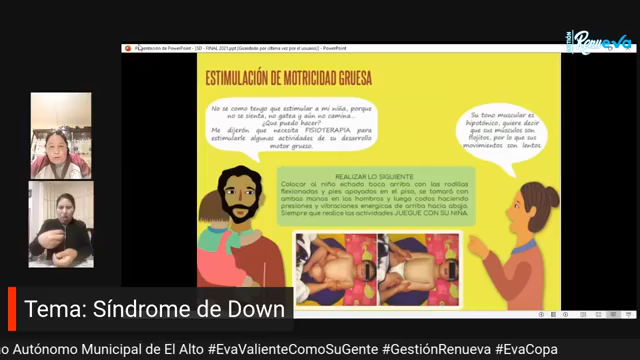 GESTIÓN
Renueva
Presentación de PowerPoint - [SD - FINAL 2021.ppt [Guardado por última vez por el usuario]] - PowerPoint
ESTIMULACIÓN DE MOTRICIDAD GRUESA
No se como tengo que estimular a mi niña, porque
no se sienta, no gatea y aún no camina...
¿Que puedo hacer?
Me dijerón que necesita FISIOTERAPIA para
estimularle algunas actividades de su desarrollo
motor grueso.
Su tono muscular es
hipotónico, quiere decir
que sus músculos son
flojitos, por lo que sus
movimientos son lentos
REALIZAR LO SIGUIENTE
Colocar al niño echado boca arriba con las rodillas
flexionadas y pies apoyados en el piso, se tomará con
ambas manos en los hombros y luego codos haciendo
presiones y vibraciones energicas de arriba hacia abajo.
Siempre que realice las actividades JUEGUE CON SU NIÑA.
Tema: Síndrome de Down
no Autónomo Municipal de El Alto #EvaValienteComoSuGente #GestiónRenueva #EvaCopa